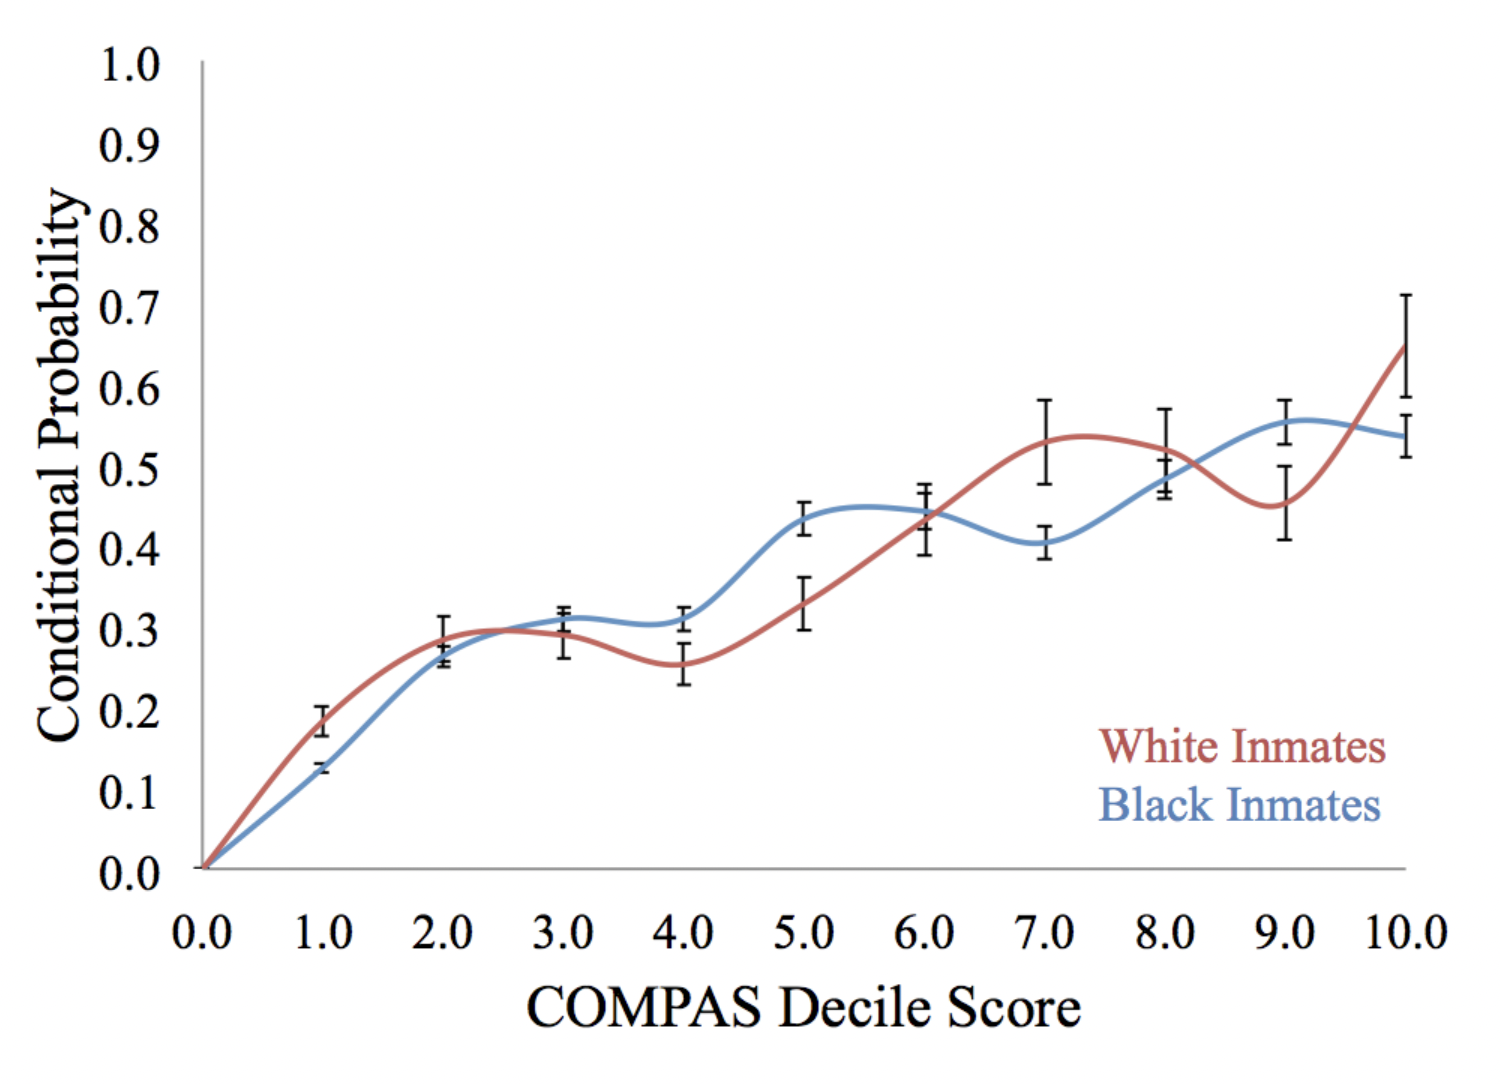 Conditional Probability
1.0
0.9
0.8
0.7
0.6
0.5
0.4
0.3
0.2
0.1
0.0
White Inmates
Black Inmates
0.0 1.0 2.0 3.0 4.0 5.0 6.0 7.0 8.0 9.0 10.0
COMPAS Decile Score